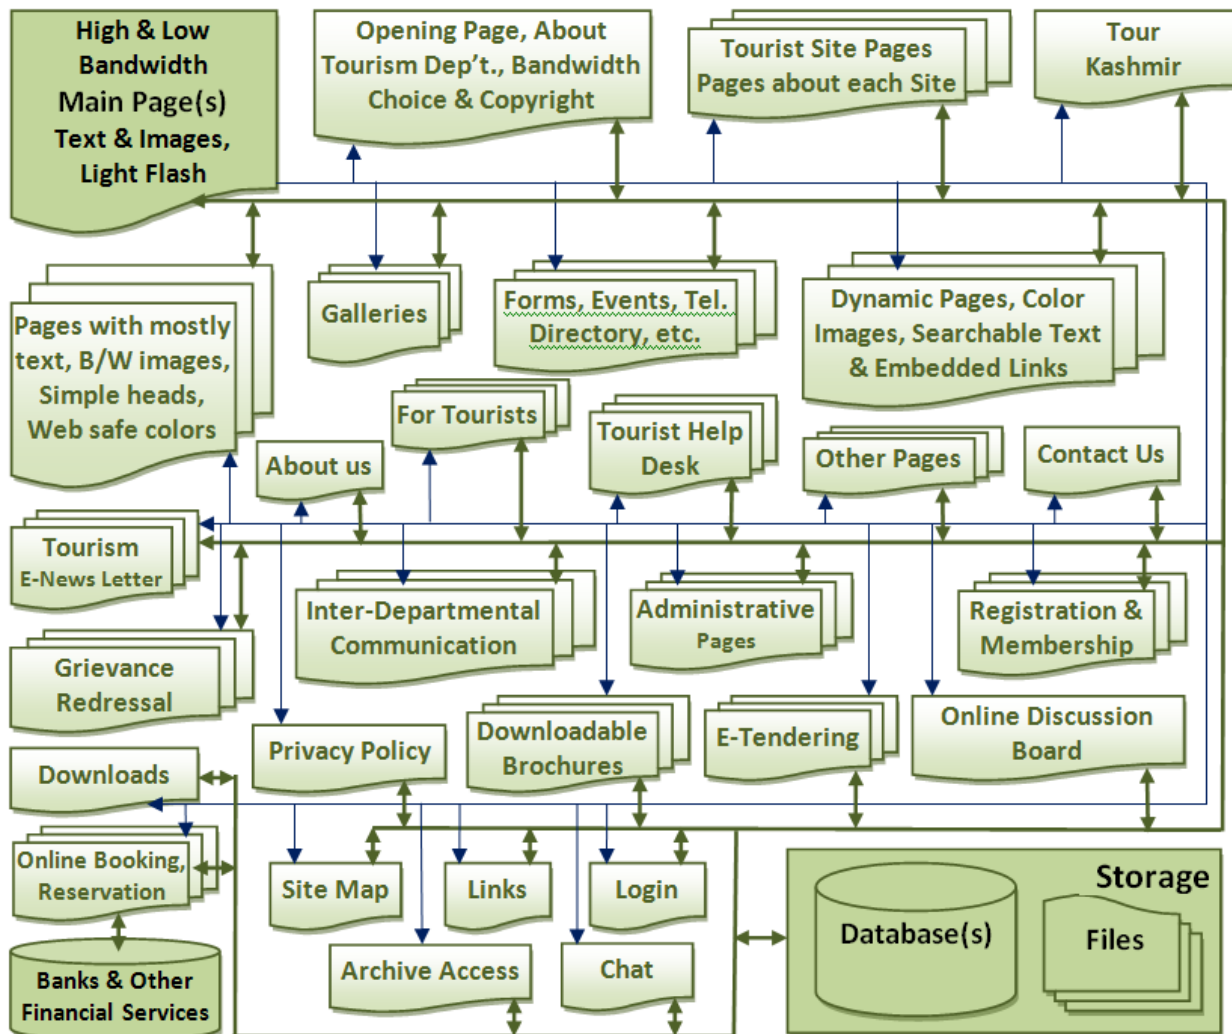 High & Low
Bandwidth
Main Page(s)
Text & Images,
Light Flash
Opening Page, About
Tourism Dep't., Bandwidth
Choice & Copyright
Tourist Site Pages
Pages about each Site
Tour
Kashmir
Pages with mostly
text, B/W images,
Simple heads,
Web safe colors
Galleries
Forms, Events, Tel.
Directory, etc.
Dynamic Pages, Color
Images, Searchable Text
& Embedded Links
About us
For Tourists
Tourist Help
Desk
Other Pages
Contact Us
Tourism
E-News Letter
Inter-Departmental
Communication
Administrative
Pages
Registration &
Membership
Grievance
Redressal
Privacy Policy
Downloadable
Brochures
E-Tendering
Online Discussion
Board
Downloads
Online Booking,
Reservation
Site Map
Links
Login
Archive Access
Chat
Banks & Other
Financial Services
Storage
Database(s)
Files